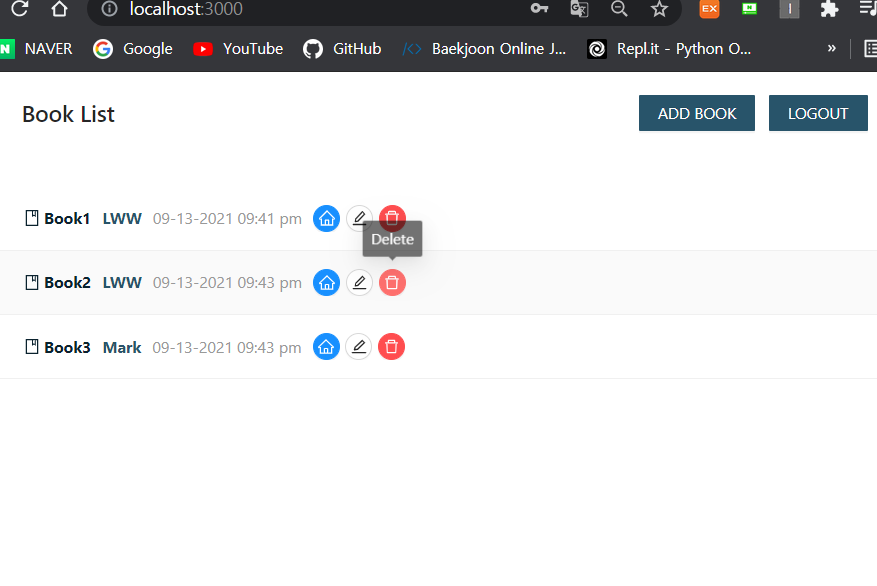 localhost:3000
EX
N
N NAVER Google YouTube GitHub </> Baekjoon Online J... Repl.it - Python O... »
Book List ADD BOOK LOGOUT
Book1 LWW 09-13-2021 09:41 pm
Delete
Book2 LWW 09-13-2021 09:43 pm
Book3 Mark 09-13-2021 09:43 pm